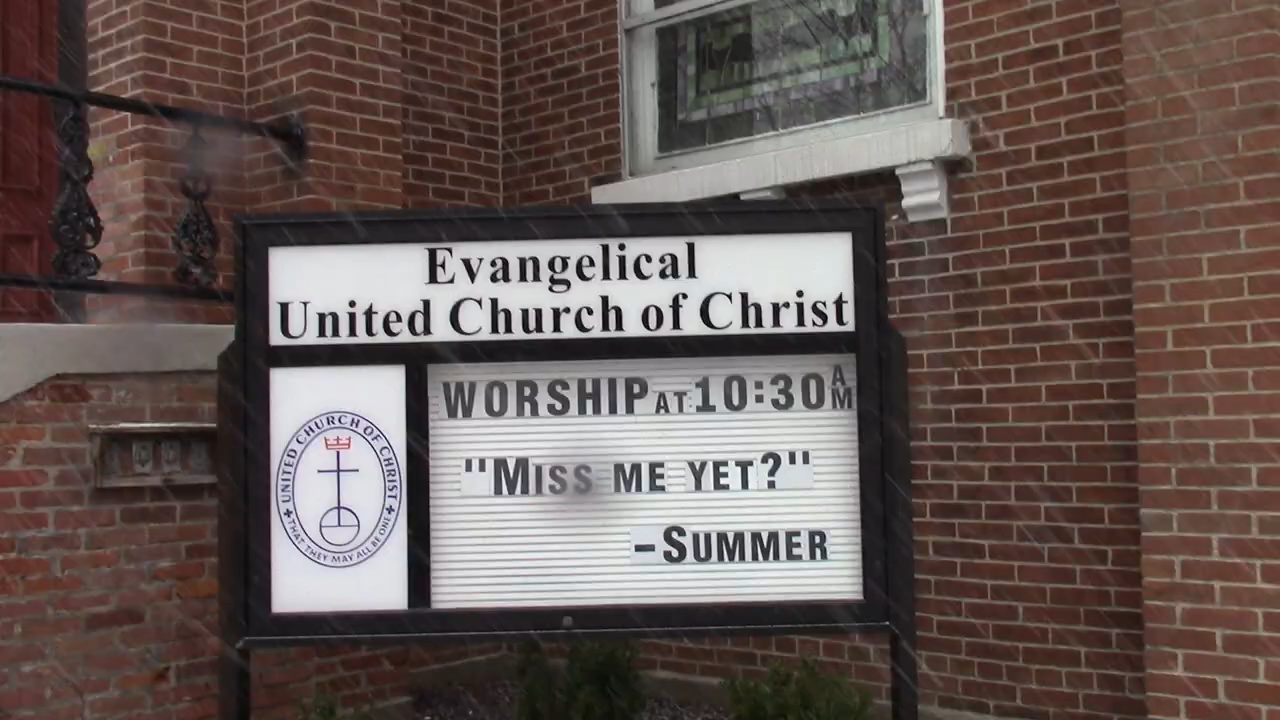 Evangelical
United Church of Christ
WORSHIP AT 10:30 AM
"MISS ME YET?"
-SUMMER
UNITED CHURCH OF CHRIST
THAT THEY MAY ALL BE ONE